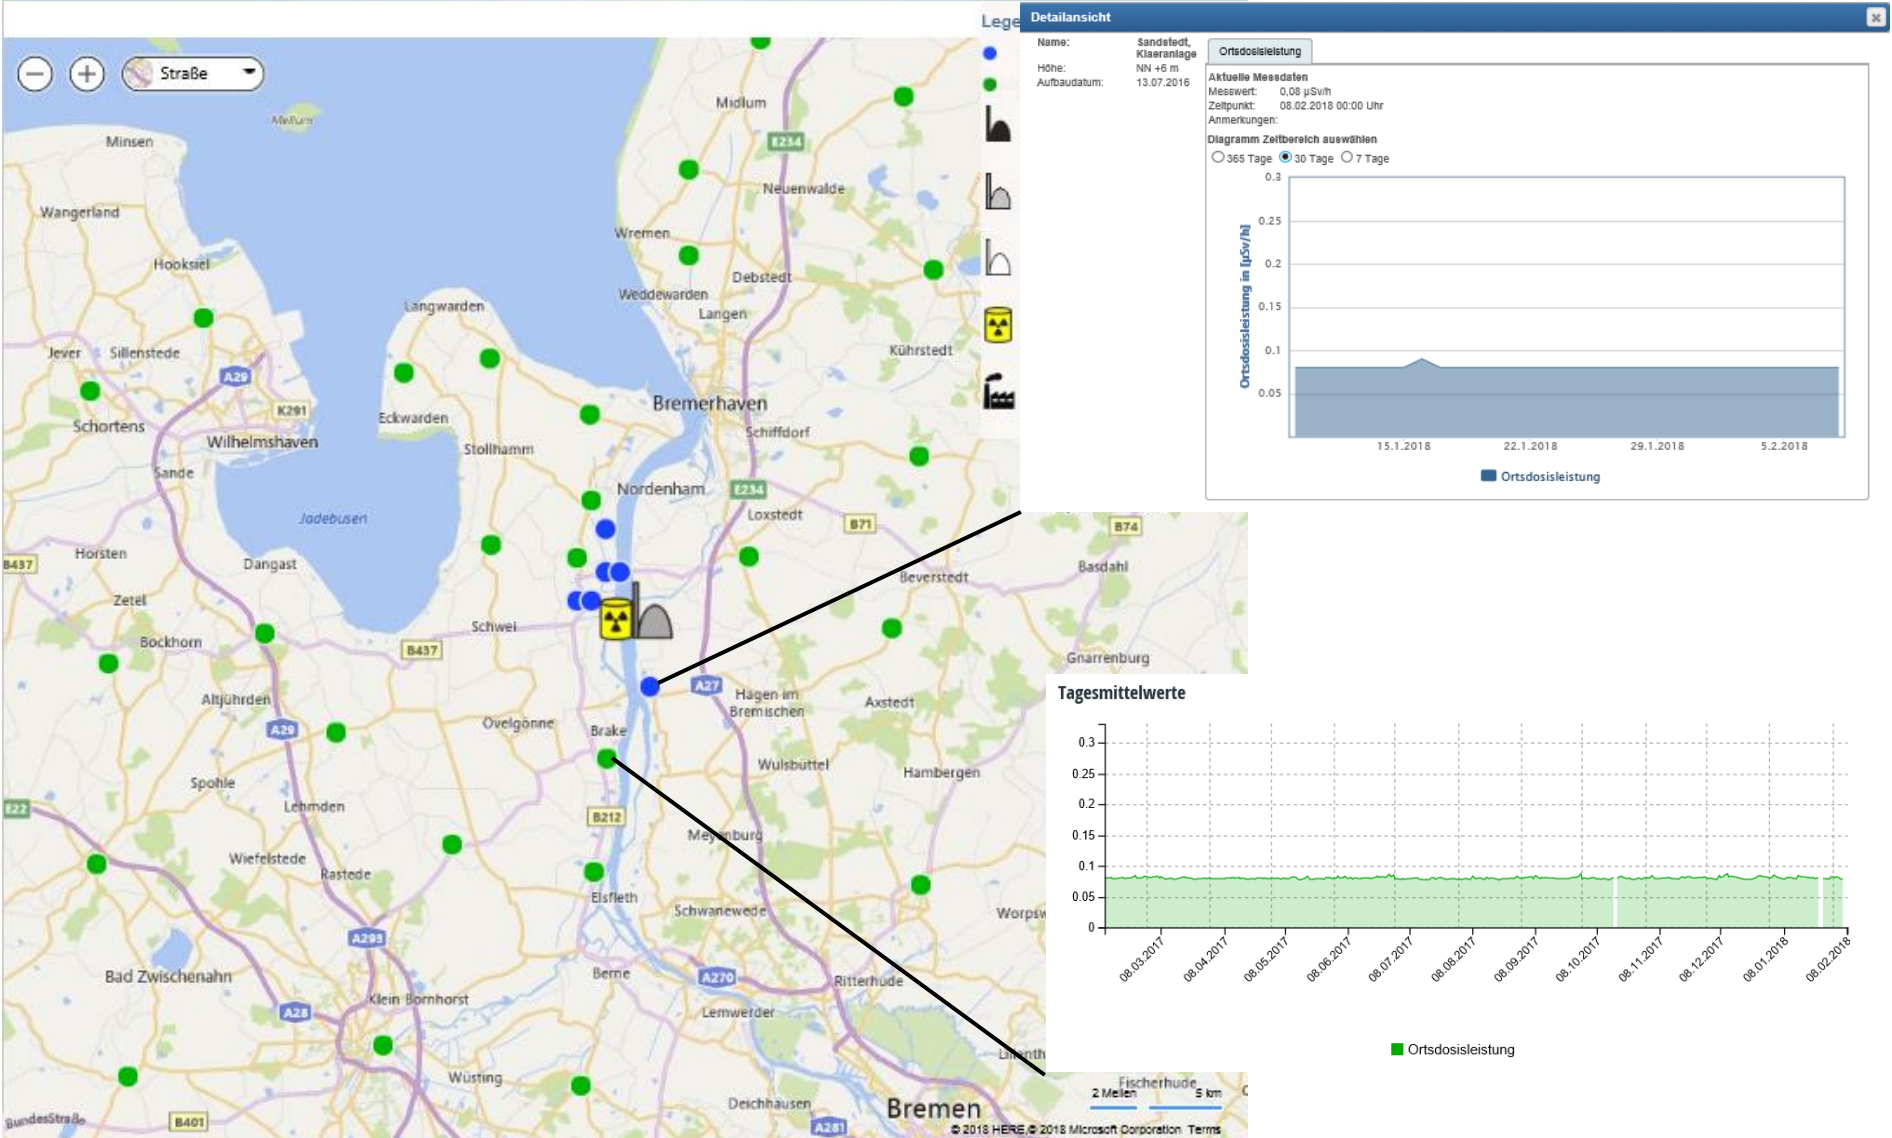 Lege
Straße
Detailansicht
Name: Sandstedt,
Klaeranlage
Höhe: NN +6 m
Aufbaudatum: 13.07.2016
Ortsdosisleistung
Aktuelle Messdaten
Messwert: 0,08 µSv/h
Zeitpunkt: 08.02.2018 00:00 Uhr
Anmerkungen:
Diagramm Zeitbereich auswählen
365 Tage 30 Tage 7 Tage
Ortsdosisleistung in [µSv/h]
0.3
0.25
0.2
0.15
0.1
0.05
15.1.2018 22.1.2018 29.1.2018 5.2.2018
Ortsdosisleistung
Midlum
Mellum
Minsen
E234
Neuenwalde
Wangerland
Wremen
Hooksiel
Debstedt
Weddewarden
Langwarden
Langen
Jever
Sillenstede
Kührstedt
A29
K291
Bremerhaven
Eckwarden
Schortens
Schiffdorf
Wilhelmshaven
Stollhamm
Sande
Nordenham
E234
Jadebusen
Loxstedt
B71
B74
Horsten
B437
Dangast
Beverstedt
Basdahl
Zetel
Schwei
Bockhorn
B437
Gnarrenburg
A27
Hagen im
Bremischen
Altjührden
Axstedt
Ovelgönne
A29
Brake
Wulsbüttel
Hambergen
Spohle
E22
Lehmden
B212
Meyenburg
Wiefelstede
Rastede
Elsfleth
Schwanewede
Worpsw
A293
Bad Zwischenahn
Berne
A270
Ritterhude
Klein Bornhorst
A28
Lemwerder
Lilienth
Wüsting
Fischerhude
Deichhausen
Bremen
BundesStraße
B401
A281
2 Meilen 5 km
© 2018 HERE,© 2018 Microsoft Corporation Terms
Tagesmittelwerte
0.3
0.25
0.2
0.15
0.1
0.05
0
08.03.2017 08.04.2017 08.05.2017 08.06.2017 08.07.2017 08.08.2017 08.09.2017 08.10.2017 08.11.2017 08.12.2017 08.01.2018 08.02.2018
Ortsdosisleistung